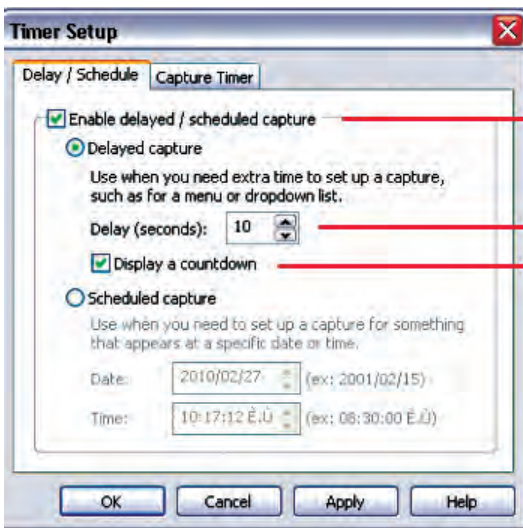 Timer Setup
Delay / Schedule Capture Timer
Enable delayed / scheduled capture
Delayed capture
Use when you need extra time to set up a capture,
such as for a menu or dropdown list.
Delay (seconds): 10
Display a countdown
Scheduled capture
Use when you need to set up a capture for something
that appears at a specific date or time.
Date: 2010/02/27 (ex: 2001/02/15)
Time: 10:17:12 È.Ù (ex: 08:30:00 È.Ù)
OK Cancel Apply Help